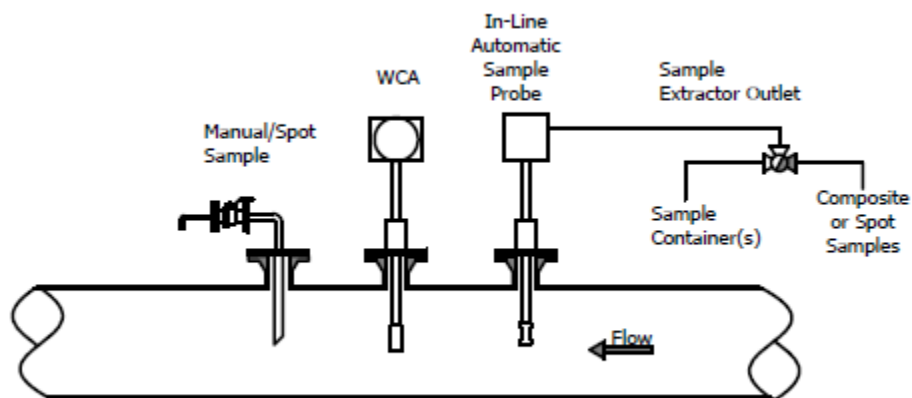 In-Line
Automatic
Sample
Probe
WCA
Sample
Extractor Outlet
Manual/Spot
Sample
Sample
Container(s)
Composite
or Spot
Samples
Flow